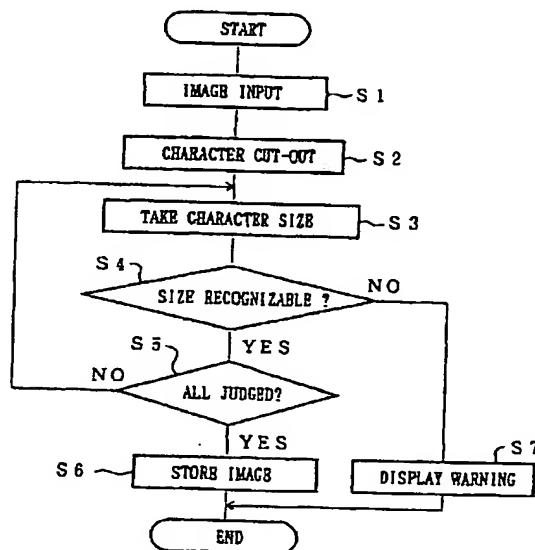 START
IMAGE INPUT
S 1
CHARACTER CUT-OUT
S 2
TAKE CHARACTER SIZE
S 3
S 4
SIZE RECOGNIZABLE ?
NO
YES
S 5
NO
ALL JUDGED?
YES
S 6
STORE IMAGE
S 7
DISPLAY WARNING
END